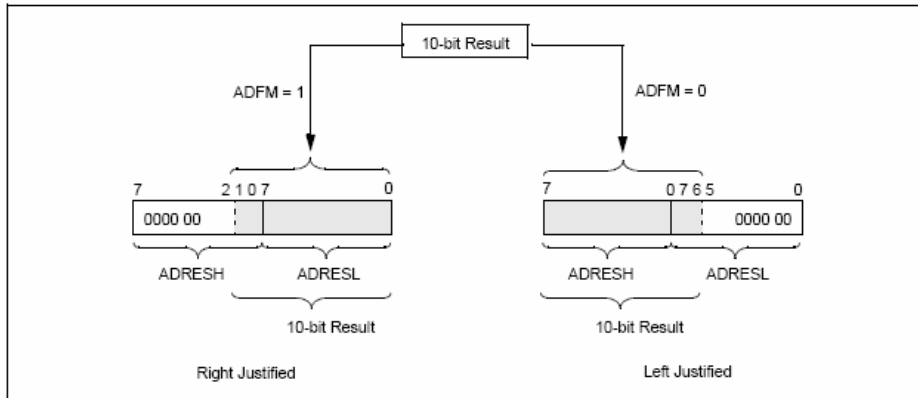 10-bit Result
ADFM = 1
ADFM = 0
7 2 1 0 7 0
7 0 7 6 5 0
0000 00
0000 00
ADRESH ADRESL
ADRESH ADRESL
10-bit Result
10-bit Result
Right Justified
Left Justified